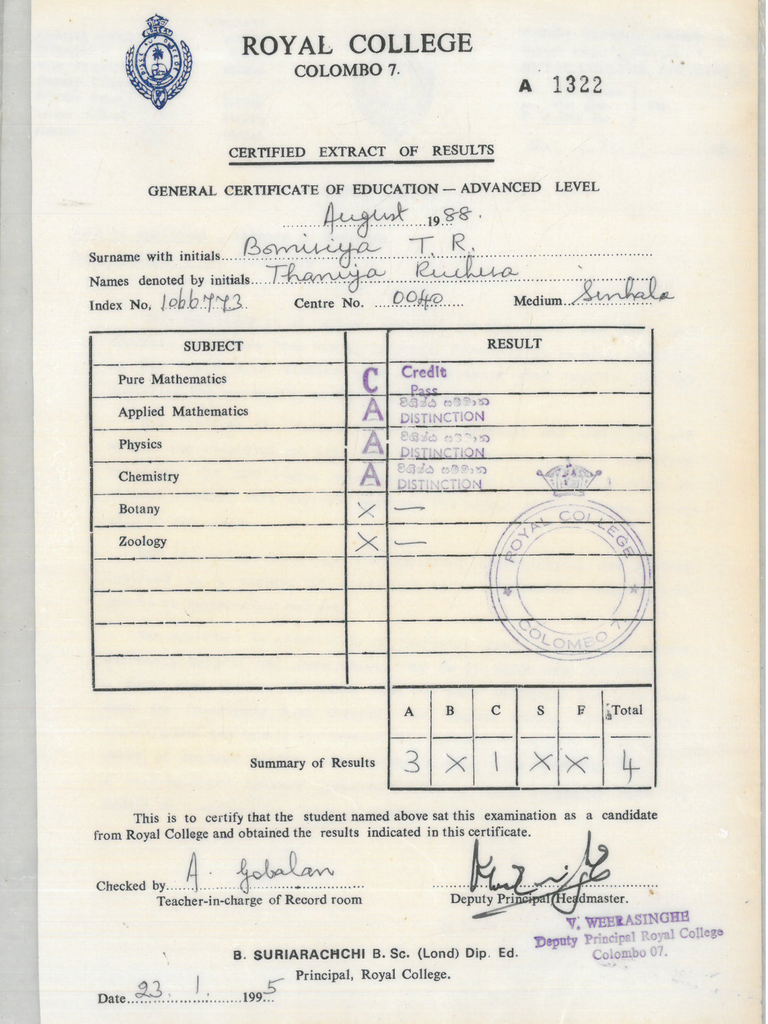 ROYAL COLLEGE
COLOMBO 7.
A 1322
CERTIFIED EXTRACT OF RESULTS
GENERAL CERTIFICATE OF EDUCATION — ADVANCED LEVEL
August 1988.
Surname with initials Bomiriya T. R.
Names denoted by initials Thanuja Ruchira
Index No, 1066773 Centre No. 0040 Medium Sinhala
SUBJECT RESULT
Pure Mathematics C Credit Pass
Applied Mathematics A විශිෂ්ඨ සමාර්ථ DISTINCTION
Physics A DISTINCTION
Chemistry A DISTINCTION
Botany × —
Zoology × —
ROYAL COLLEGE
COLOMBO 7
A B C S F Total
Summary of Results 3 × 1 × × 4
This is to certify that the student named above sat this examination as a candidate
from Royal College and obtained the results indicated in this certificate.
Checked by A. Gobalan
Teacher-in-charge of Record room Deputy Principal/Headmaster.
V. WEERASINGHE
Deputy Principal Royal College
Colombo 07.
B. SURIARACHCHI B. Sc. (Lond) Dip. Ed.
Principal, Royal College.
Date 23. 1. 1995